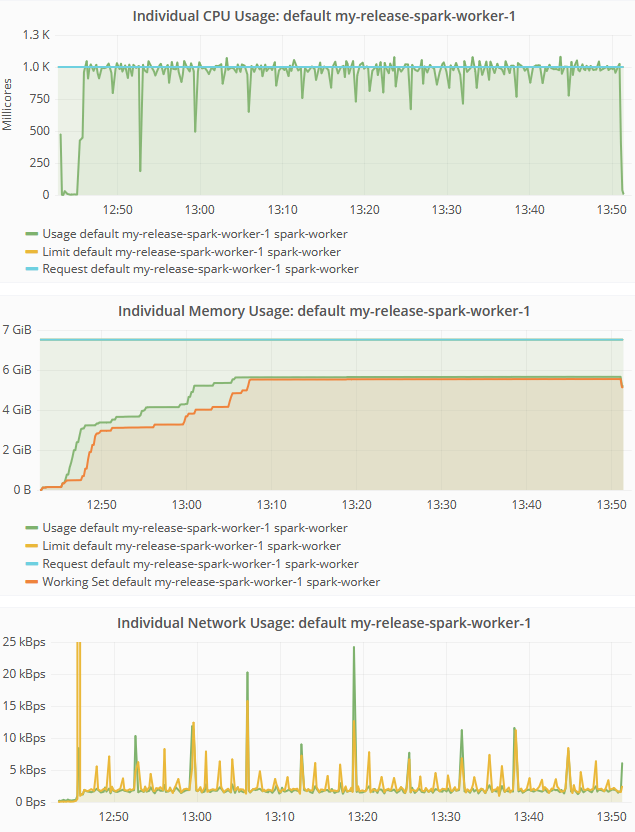 Individual CPU Usage: default my-release-spark-worker-1
1.3 K
1.0 K
750
500
250
0
Millicores
12:50 13:00 13:10 13:20 13:30 13:40 13:50
Usage default my-release-spark-worker-1 spark-worker
Limit default my-release-spark-worker-1 spark-worker
Request default my-release-spark-worker-1 spark-worker
Individual Memory Usage: default my-release-spark-worker-1
7 GiB
6 GiB
4 GiB
2 GiB
0 B
12:50 13:00 13:10 13:20 13:30 13:40 13:50
Usage default my-release-spark-worker-1 spark-worker
Limit default my-release-spark-worker-1 spark-worker
Request default my-release-spark-worker-1 spark-worker
Working Set default my-release-spark-worker-1 spark-worker
Individual Network Usage: default my-release-spark-worker-1
25 kBps
20 kBps
15 kBps
10 kBps
5 kBps
0 Bps
12:50 13:00 13:10 13:20 13:30 13:40 13:50